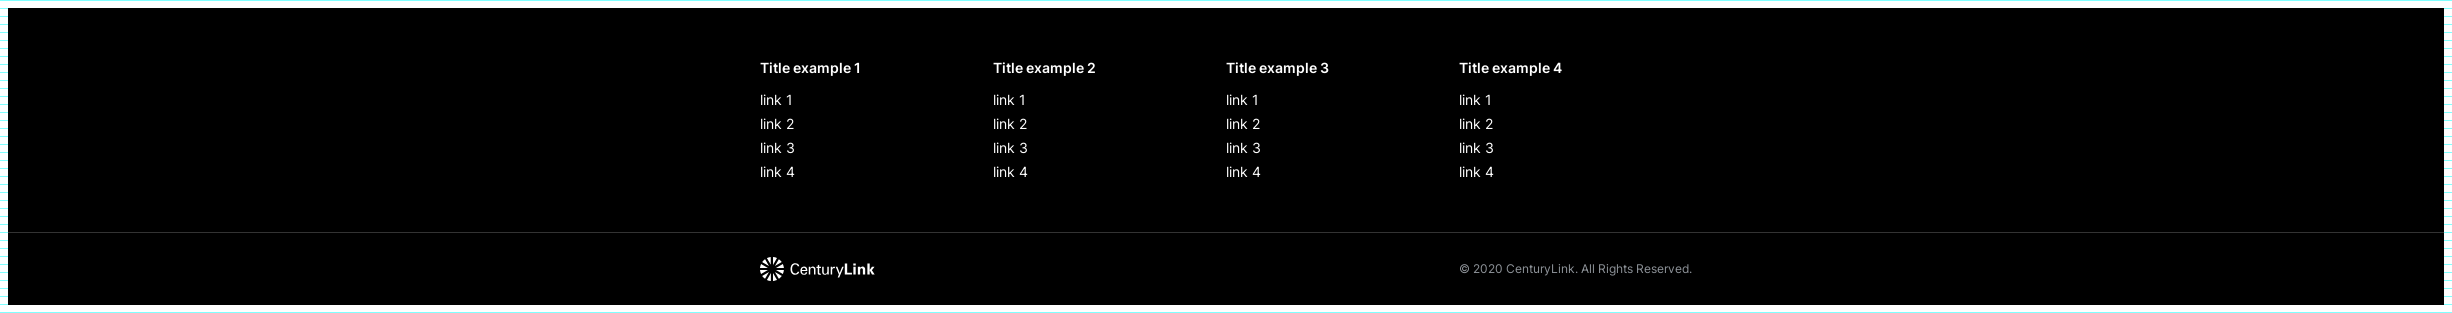 Title example 1
link 1
link 2
link 3
link 4
Title example 2
link 1
link 2
link 3
link 4
Title example 3
link 1
link 2
link 3
link 4
Title example 4
link 1
link 2
link 3
link 4
CenturyLink
© 2020 CenturyLink. All Rights Reserved.